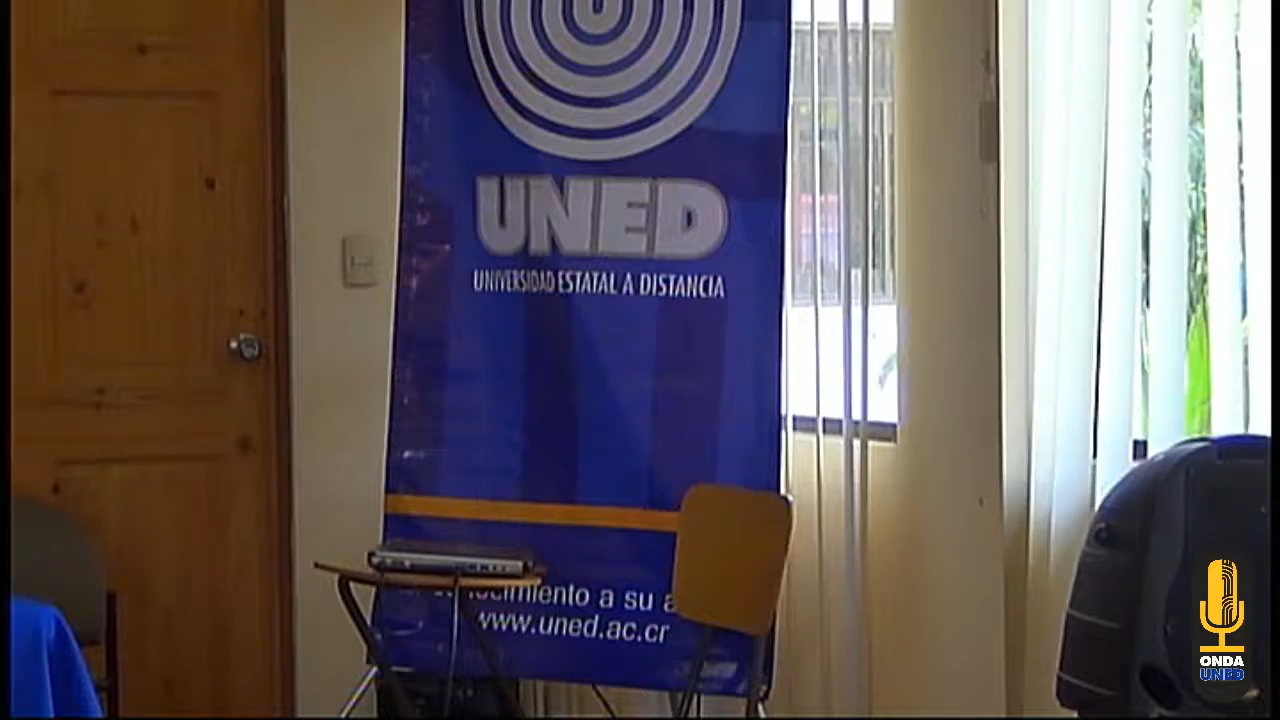 UNED
UNIVERSIDAD ESTATAL A DISTANCIA
a su
www.uned.ac.cr
ONDA
UNED